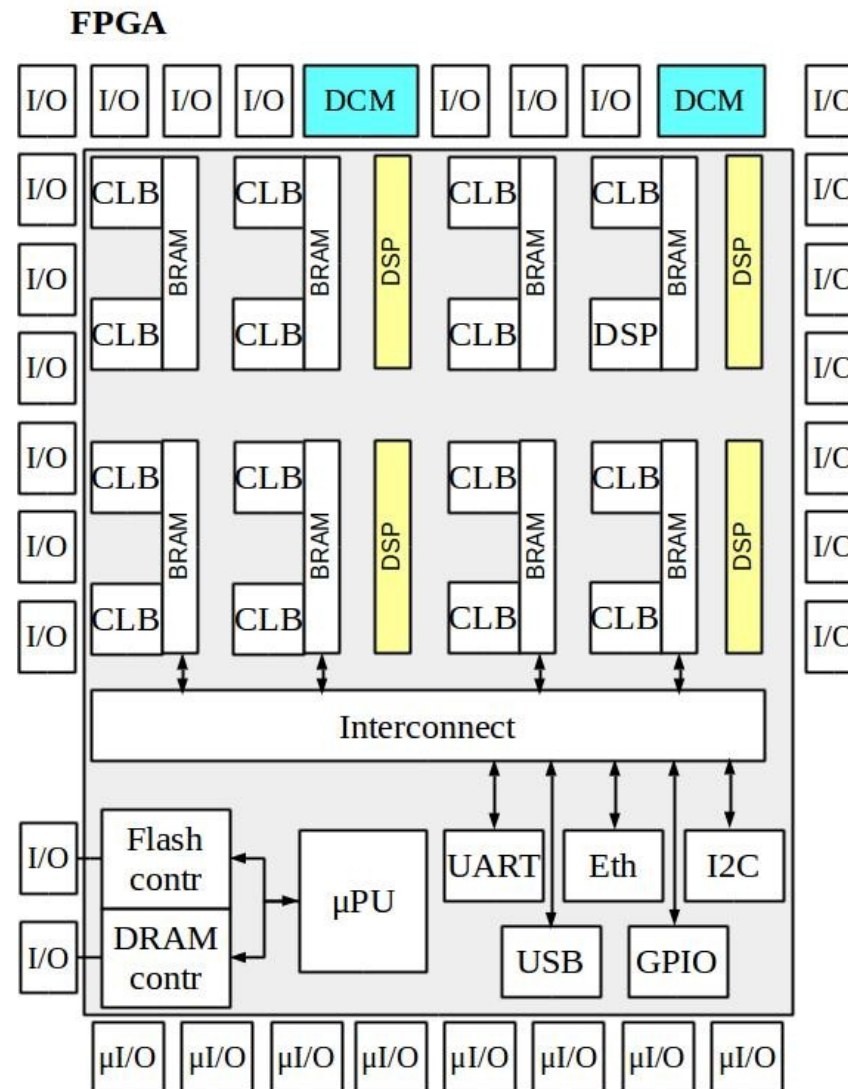 FPGA
I/O I/O I/O I/O DCM I/O I/O I/O DCM I/O
I/O CLB BRAM CLB BRAM DSP CLB BRAM CLB BRAM DSP I/O
I/O I/O
I/O CLB CLB CLB DSP I/O
I/O CLB BRAM CLB BRAM DSP CLB BRAM CLB BRAM DSP I/O
I/O I/O
I/O CLB CLB CLB CLB I/O
Interconnect
I/O Flash contr μPU UART Eth I2C
I/O DRAM contr USB GPIO
μI/O μI/O μI/O μI/O μI/O μI/O μI/O μI/O